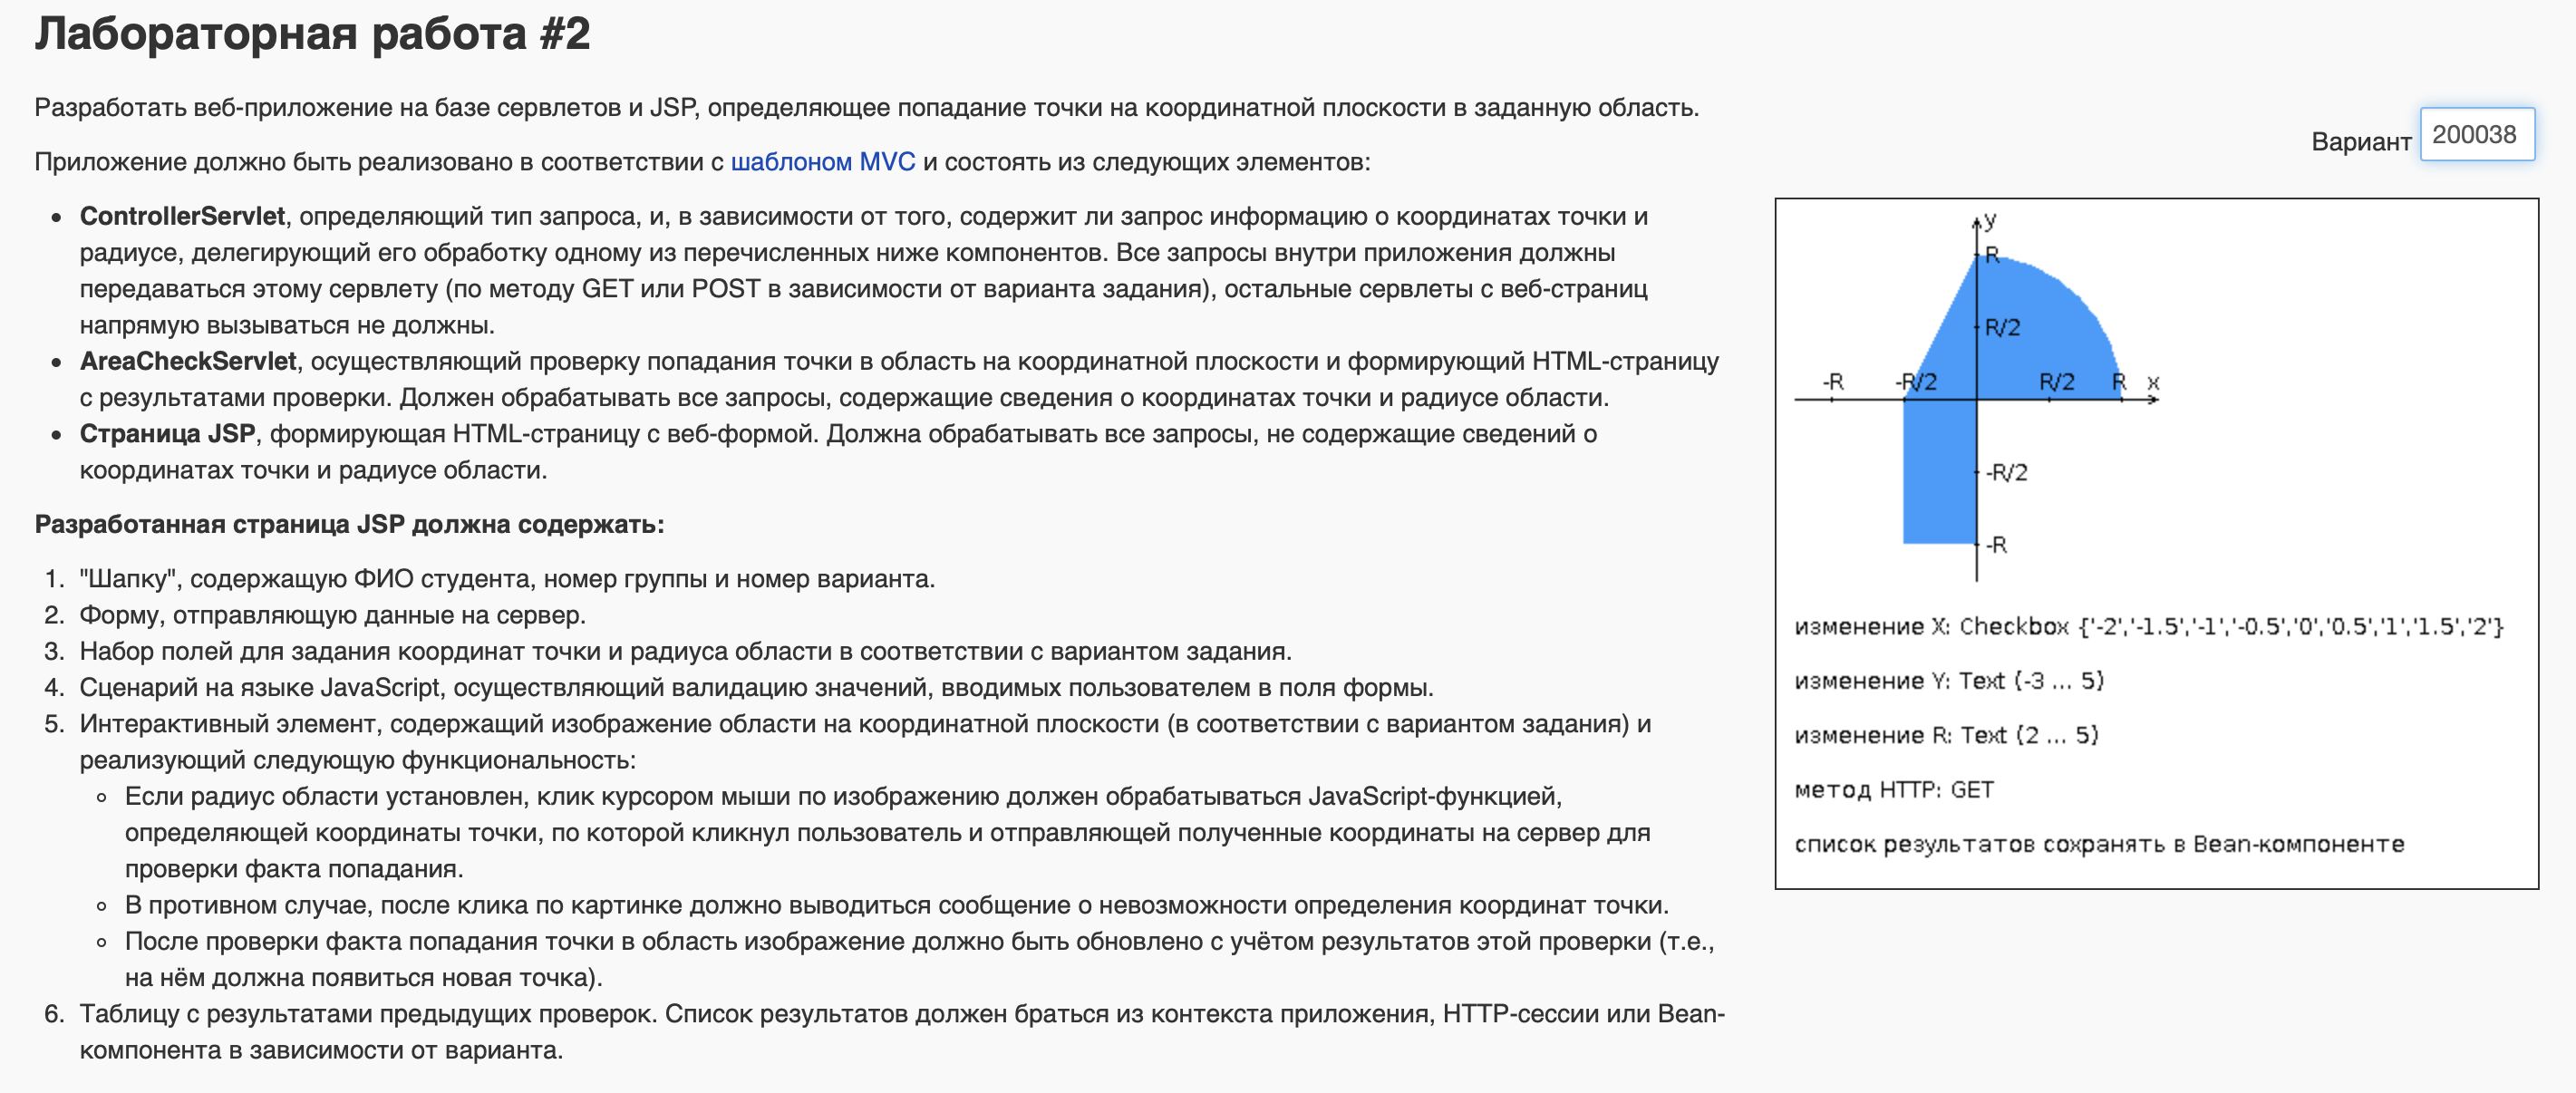 Лабораторная работа #2
Разработать веб-приложение на базе сервлетов и JSP, определяющее попадание точки на координатной плоскости в заданную область.
Вариант 200038
Приложение должно быть реализовано в соответствии с шаблоном MVC и состоять из следующих элементов:
• ControllerServlet, определяющий тип запроса, и, в зависимости от того, содержит ли запрос информацию о координатах точки и
радиусе, делегирующий его обработку одному из перечисленных ниже компонентов. Все запросы внутри приложения должны
передаваться этому сервлету (по методу GET или POST в зависимости от варианта задания), остальные сервлеты с веб-страниц
напрямую вызываться не должны.
• AreaCheckServlet, осуществляющий проверку попадания точки в область на координатной плоскости и формирующий HTML-страницу
с результатами проверки. Должен обрабатывать все запросы, содержащие сведения о координатах точки и радиусе области.
• Страница JSP, формирующая HTML-страницу с веб-формой. Должна обрабатывать все запросы, не содержащие сведений о
координатах точки и радиусе области.
Разработанная страница JSP должна содержать:
1. "Шапку", содержащую ФИО студента, номер группы и номер варианта.
2. Форму, отправляющую данные на сервер.
3. Набор полей для задания координат точки и радиуса области в соответствии с вариантом задания.
4. Сценарий на языке JavaScript, осуществляющий валидацию значений, вводимых пользователем в поля формы.
5. Интерактивный элемент, содержащий изображение области на координатной плоскости (в соответствии с вариантом задания) и
реализующий следующую функциональность:
◦ Если радиус области установлен, клик курсором мыши по изображению должен обрабатываться JavaScript-функцией,
определяющей координаты точки, по которой кликнул пользователь и отправляющей полученные координаты на сервер для
проверки факта попадания.
◦ В противном случае, после клика по картинке должно выводиться сообщение о невозможности определения координат точки.
◦ После проверки факта попадания точки в область изображение должно быть обновлено с учётом результатов этой проверки (т.е.,
на нём должна появиться новая точка).
6. Таблицу с результатами предыдущих проверок. Список результатов должен браться из контекста приложения, HTTP-сессии или Bean-
компонента в зависимости от варианта.
y
R
R/2
-R -R/2 R/2 R x
-R/2
-R
изменение X: Checkbox {'-2','-1.5','-1','-0.5','0','0.5','1','1.5','2'}
изменение Y: Text (-3 ... 5)
изменение R: Text (2 ... 5)
метод HTTP: GET
список результатов сохранять в Bean-компоненте